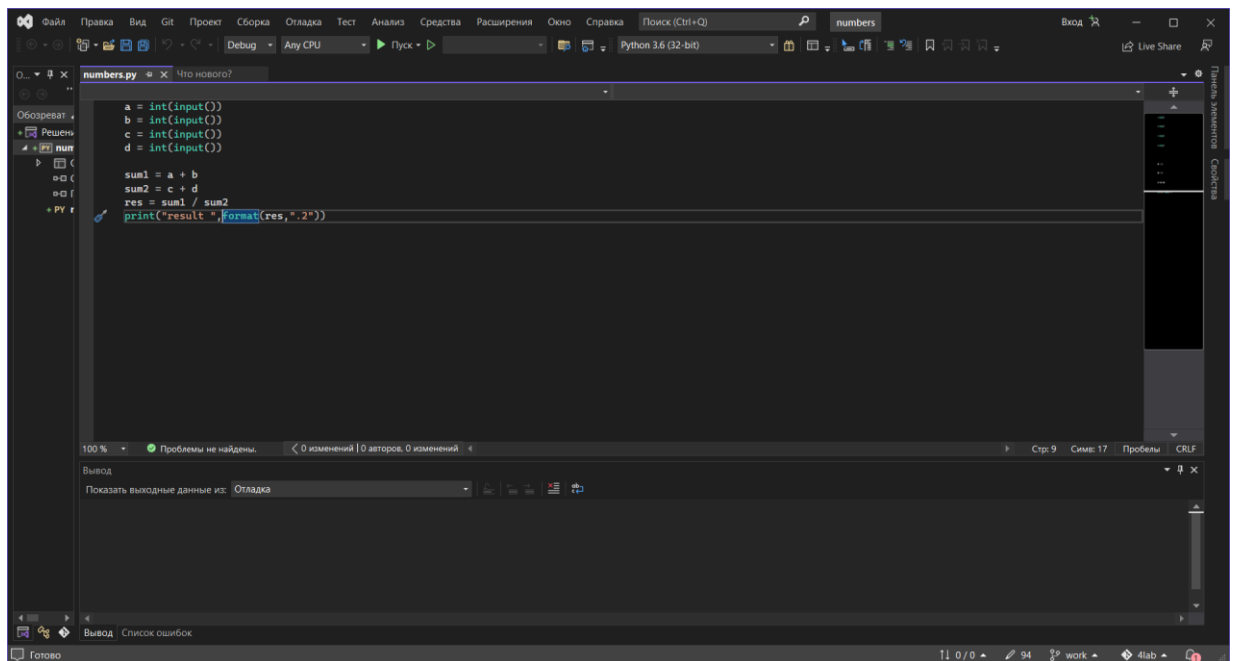 Файл Правка Вид Git Проект Сборка Отладка Тест Анализ Средства Расширения Окно Справка Поиск (Ctrl+Q) numbers Вход
Debug Any CPU Пуск Python 3.6 (32-bit) Live Share
О... numbers.py Что нового?
Панель элементов
Свойства
Обозреват
Решени
PY num
PY
a = int(input())
b = int(input())
c = int(input())
d = int(input())
sum1 = a + b
sum2 = c + d
res = sum1 / sum2
print("result ",format(res,".2"))
100 % Проблемы не найдены. 0 изменений | 0 авторов, 0 изменений Стр: 9 Симв: 17 Пробелы CRLF
Вывод
Показать выходные данные из: Отладка
Вывод Список ошибок
Готово 0 / 0 94 work 4lab